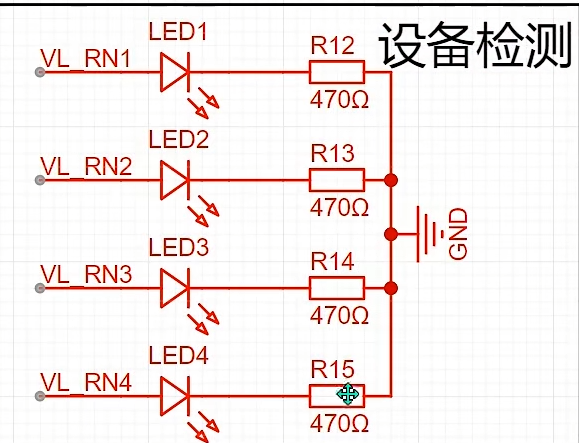 设备检测
LED1
VL_RN1
R12
470Ω
LED2
VL_RN2
R13
470Ω
GND
LED3
VL_RN3
R14
470Ω
LED4
VL_RN4
R15
470Ω